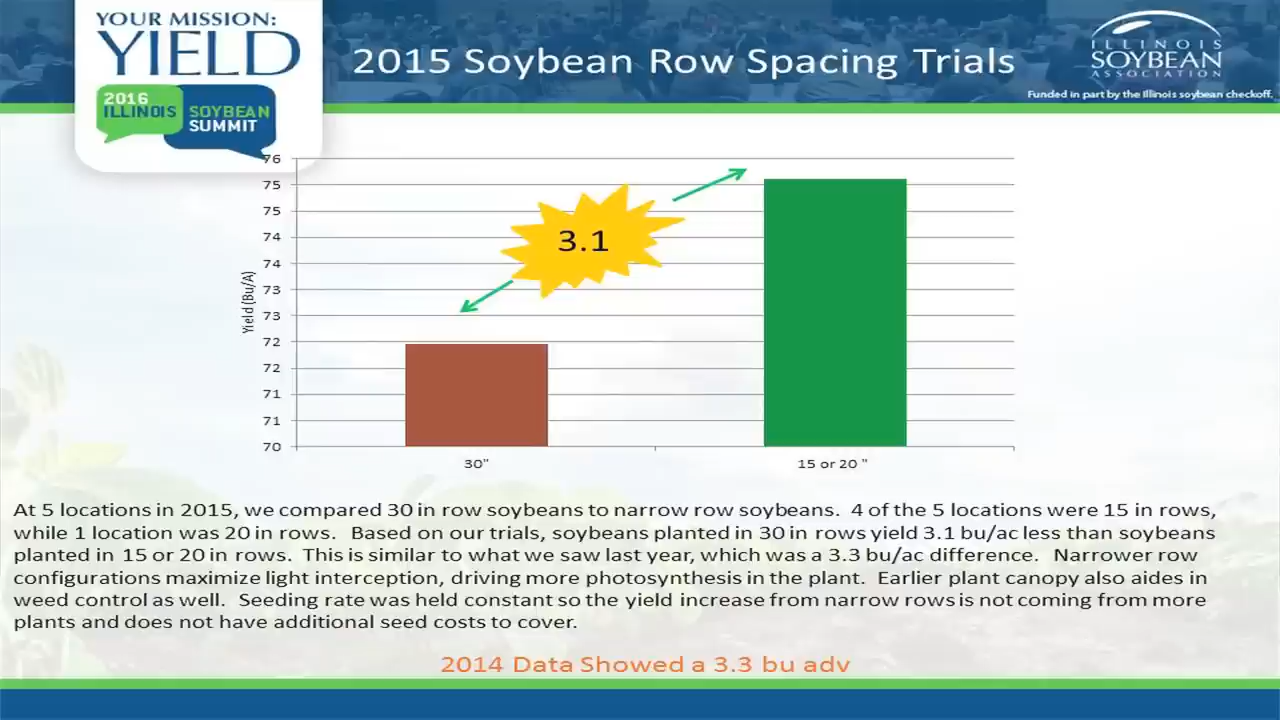 YOUR MISSION:
YIELD
2016
ILLINOIS SOYBEAN
SUMMIT
2015 Soybean Row Spacing Trials
ILLINOIS
SOYBEAN
ASSOCIATION
Funded in part by the Illinois soybean checkoff.
76
75
75
74
74
73
73
72
72
71
71
70
Yield (Bu/A)
3.1
30"
15 or 20 "
At 5 locations in 2015, we compared 30 in row soybeans to narrow row soybeans. 4 of the 5 locations were 15 in rows,
while 1 location was 20 in rows. Based on our trials, soybeans planted in 30 in rows yield 3.1 bu/ac less than soybeans
planted in 15 or 20 in rows. This is similar to what we saw last year, which was a 3.3 bu/ac difference. Narrower row
configurations maximize light interception, driving more photosynthesis in the plant. Earlier plant canopy also aides in
weed control as well. Seeding rate was held constant so the yield increase from narrow rows is not coming from more
plants and does not have additional seed costs to cover.
2014 Data Showed a 3.3 bu adv